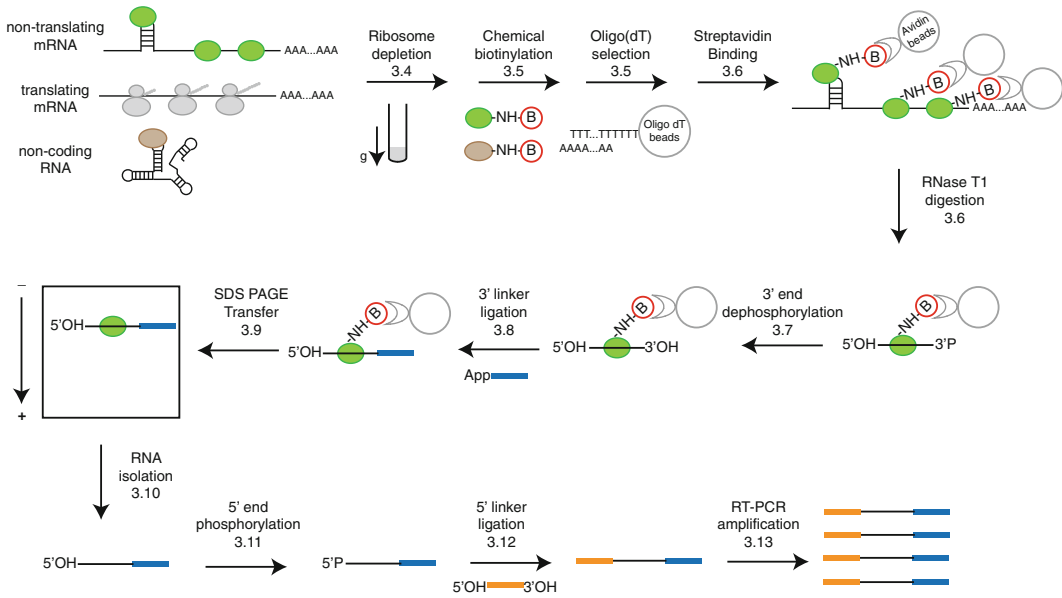 non-translating
mRNA
AAA...AAA
translating
mRNA
AAA...AAA
non-coding
RNA
Ribosome
depletion
3.4
g
Chemical
biotinylation
3.5
-NH-B
-NH-B
Oligo(dT)
selection
3.5
TTT...TTTTTT
AAAA...AA
Oligo dT
beads
Streptavidin
Binding
3.6
-NH-B
Avidin
beads
-NH-B
-NH-B
AAA...AAA
RNase T1
digestion
3.6
5’OH
3’P
-NH-B
3’ end
dephosphorylation
3.7
5’OH
3’OH
-NH-B
3’ linker
ligation
3.8
App
5’OH
-NH-B
SDS PAGE
Transfer
3.9
–
5’OH
+
RNA
isolation
3.10
5’OH
5’ end
phosphorylation
3.11
5’P
5’ linker
ligation
3.12
5’OH
3’OH
RT-PCR
amplification
3.13